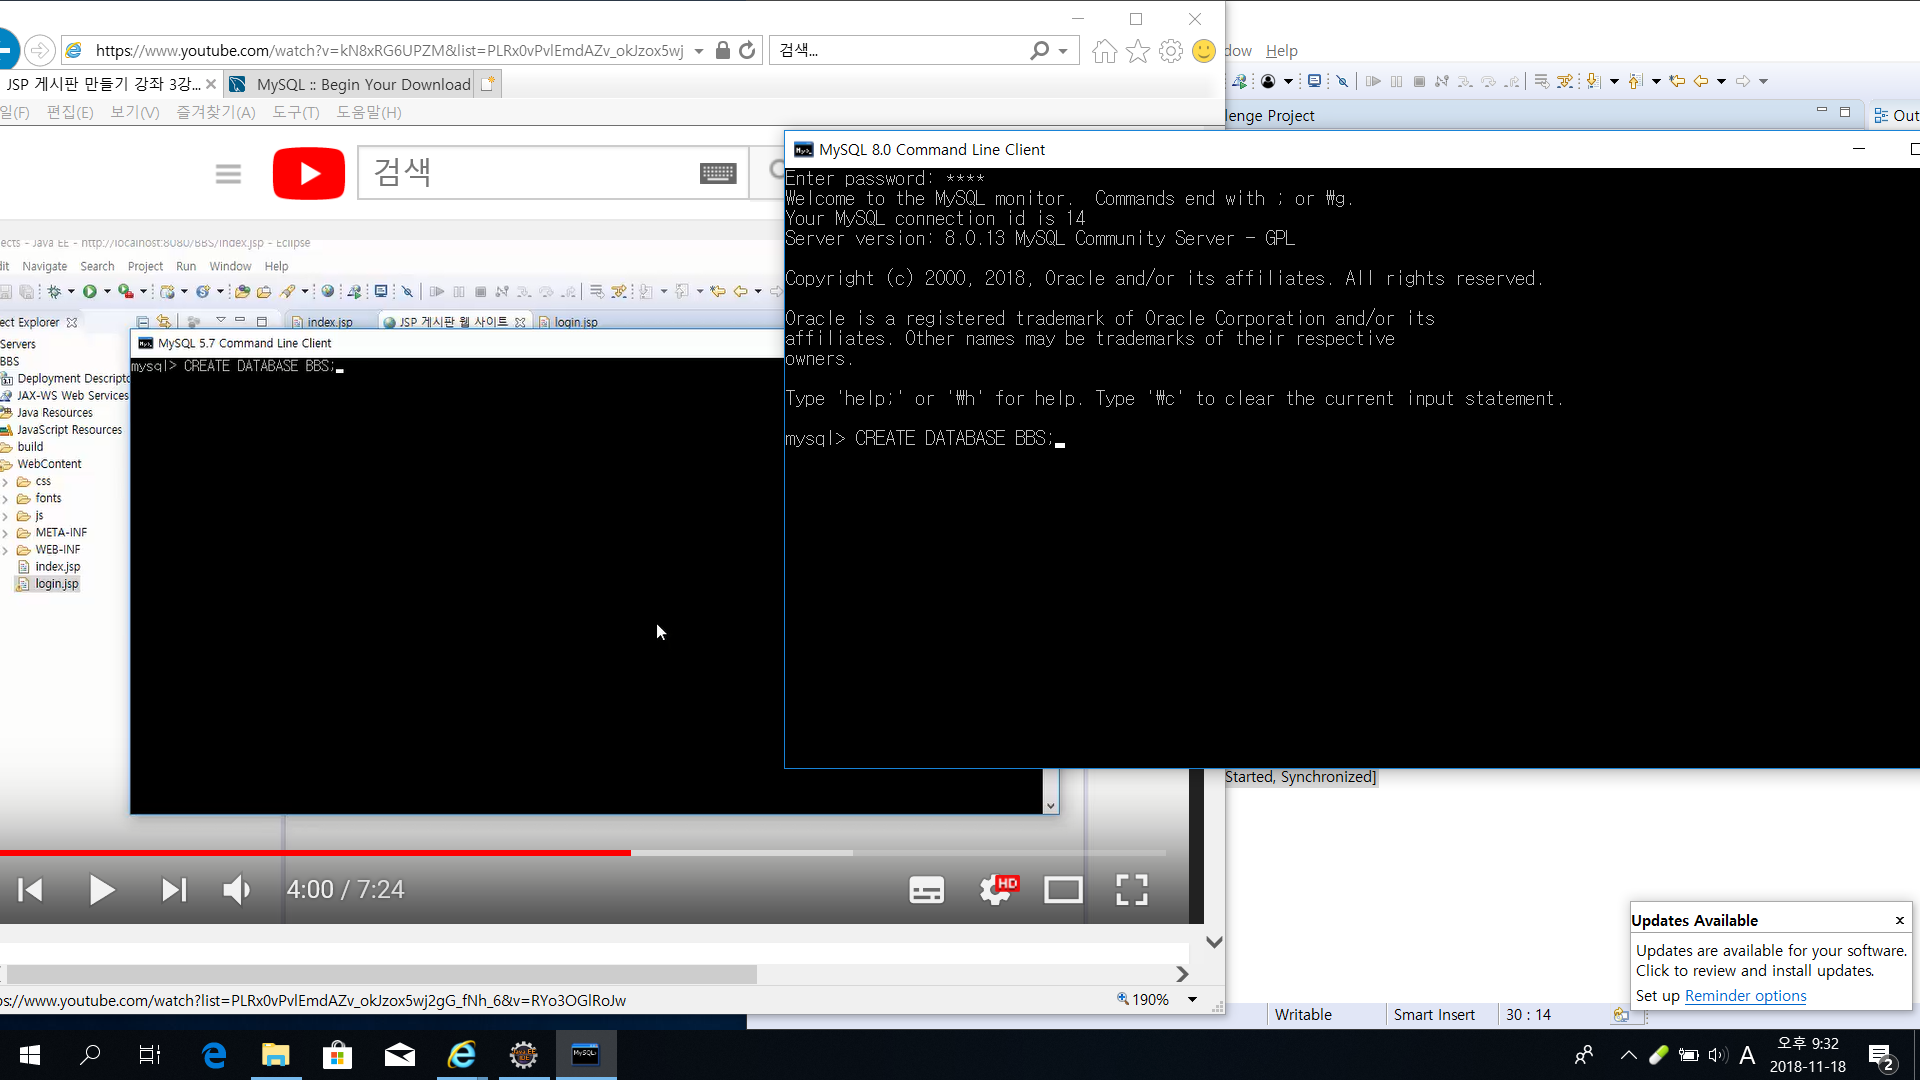 https://www.youtube.com/watch?v=kN8xRG6UPZM&list=PLRx0vPvlEmdAZv_okJzox5wj
검색...
JSP 게시판 만들기 강좌 3강...
MySQL :: Begin Your Download
일(F) 편집(E) 보기(V) 즐겨찾기(A) 도구(T) 도움말(H)
dow Help
lenge Project
Out
검색
ects - Java EE - http://localhost:8080/BBS/index.jsp - Eclipse
dit Navigate Search Project Run Window Help
ect Explorer
index.jsp
JSP 게시판 웹 사이트
login.jsp
Servers
BBS
Deployment Descripto
JAX-WS Web Services
Java Resources
JavaScript Resources
build
WebContent
css
fonts
js
META-INF
WEB-INF
index.jsp
login.jsp
MySQL 5.7 Command Line Client
mysql> CREATE DATABASE BBS;
MySQL 8.0 Command Line Client
Enter password: ****
Welcome to the MySQL monitor.  Commands end with ; or ₩g.
Your MySQL connection id is 14
Server version: 8.0.13 MySQL Community Server - GPL
Copyright (c) 2000, 2018, Oracle and/or its affiliates. All rights reserved.
Oracle is a registered trademark of Oracle Corporation and/or its
affiliates. Other names may be trademarks of their respective
owners.
Type 'help;' or '₩h' for help. Type '₩c' to clear the current input statement.
mysql> CREATE DATABASE BBS;
Started, Synchronized]
4:00 / 7:24
HD
ps://www.youtube.com/watch?list=PLRx0vPvlEmdAZv_okJzox5wj2gG_fNh_6&v=RYo3OGlRoJw
190%
Updates Available
Updates are available for your software.
Click to review and install updates.
Set up Reminder options
Writable
Smart Insert
30 : 14
A
오후 9:32
2018-11-18
2